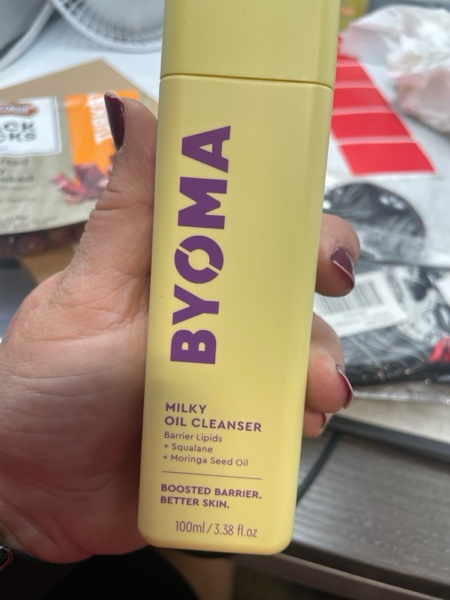 BYOMA
MILKY
OIL CLEANSER
Barrier Lipids
+ Squalane
+ Moringa Seed Oil
BOOSTED BARRIER.
BETTER SKIN.
100ml/3.38 fl.oz